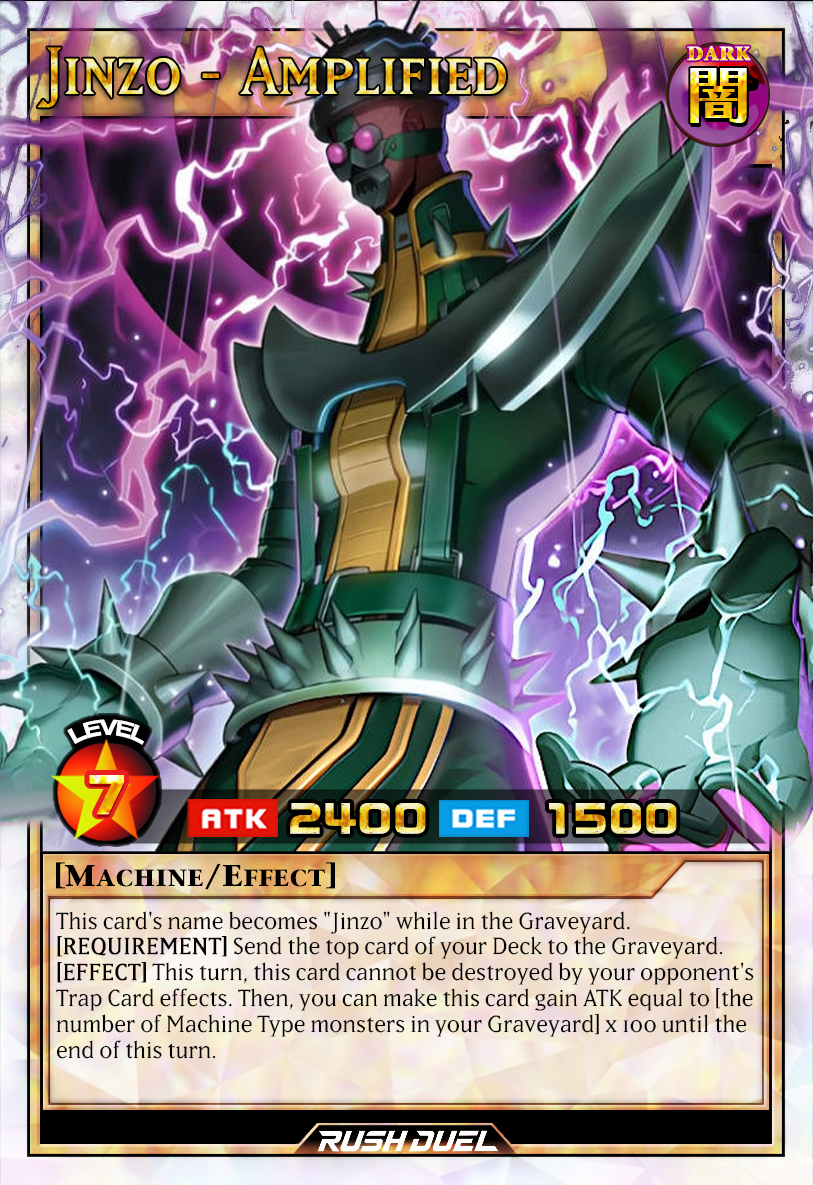 Jinzo - Amplified
DARK
闇
LEVEL
7
ATK 2400 DEF 1500
[Machine/Effect]
This card's name becomes "Jinzo" while in the Graveyard.
[REQUIREMENT] Send the top card of your Deck to the Graveyard.
[EFFECT] This turn, this card cannot be destroyed by your opponent's
Trap Card effects. Then, you can make this card gain ATK equal to [the
number of Machine Type monsters in your Graveyard] x 100 until the
end of this turn.
RUSH DUEL